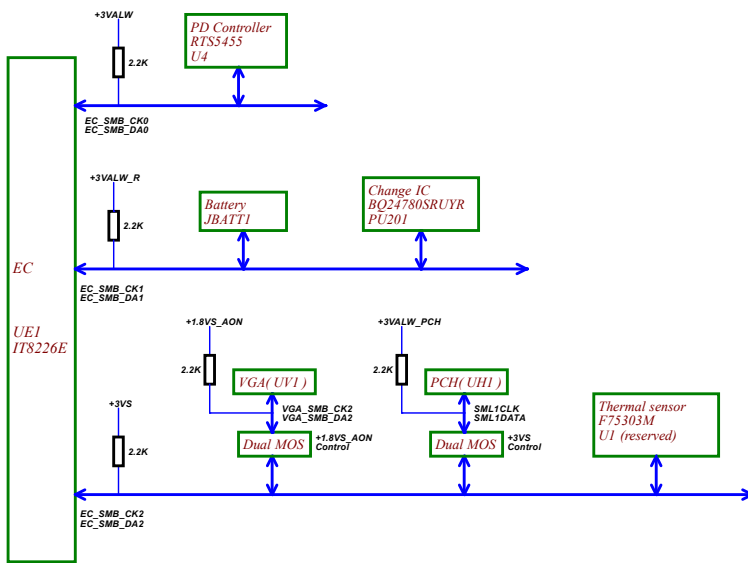 +3VALW
2.2K
PD Controller
RTS5455
U4
EC_SMB_CK0
EC_SMB_DA0
+3VALW_R
2.2K
Battery
JBATT1
Change IC
BQ24780SRUYR
PU201
EC
UE1
IT8226E
EC_SMB_CK1
EC_SMB_DA1
+1.8VS_AON
2.2K
VGA( UV1 )
VGA_SMB_CK2
VGA_SMB_DA2
Dual MOS
+1.8VS_AON
Control
+3VALW_PCH
2.2K
PCH( UH1 )
SML1CLK
SML1DATA
Dual MOS
+3VS
Control
Thermal sensor
F75303M
U1 (reserved)
+3VS
2.2K
EC_SMB_CK2
EC_SMB_DA2